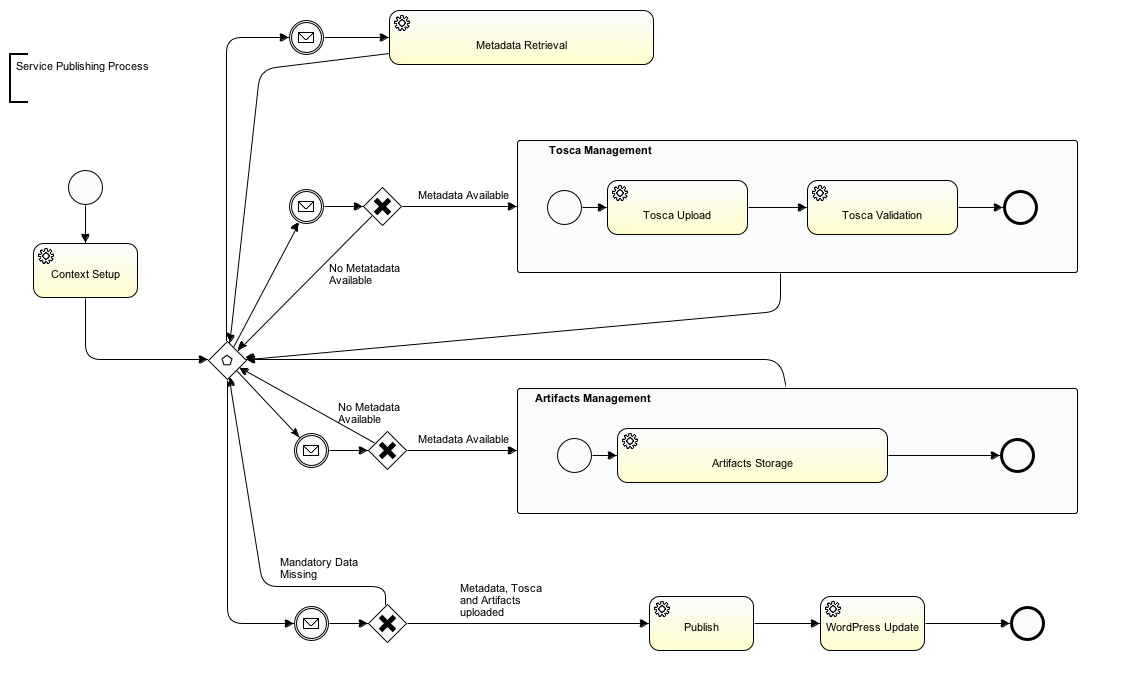 Metadata Retrieval
Service Publishing Process
Tosca Management
Metadata Available
Tosca Upload
Tosca Validation
Context Setup
No Metatadata
Available
Artifacts Management
No Metadata
Available
Metadata Available
Artifacts Storage
Mandatory Data
Missing
Metadata, Tosca
and Artifacts
uploaded
Publish
WordPress Update